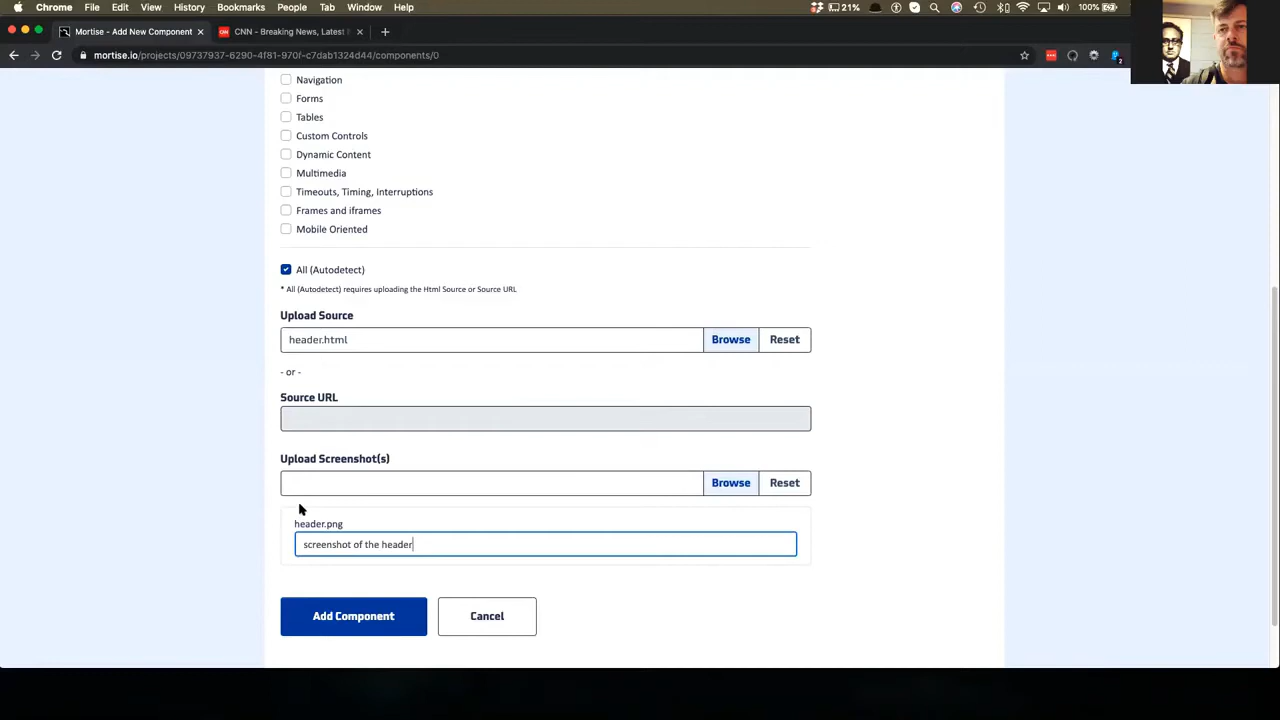 Chrome File Edit View History Bookmarks People Tab Window Help 21% 100%
Mortise - Add New Component CNN - Breaking News, Latest
mortise.io/projects/09737937-6290-4f81-970f-c7dab1324d44/components/0
Navigation
Forms
Tables
Custom Controls
Dynamic Content
Multimedia
Timeouts, Timing, Interruptions
Frames and iframes
Mobile Oriented
All (Autodetect)
* All (Autodetect) requires uploading the Html Source or Source URL
Upload Source
header.html Browse Reset
- or -
Source URL
Upload Screenshot(s)
Browse Reset
header.png
screenshot of the header
Add Component Cancel